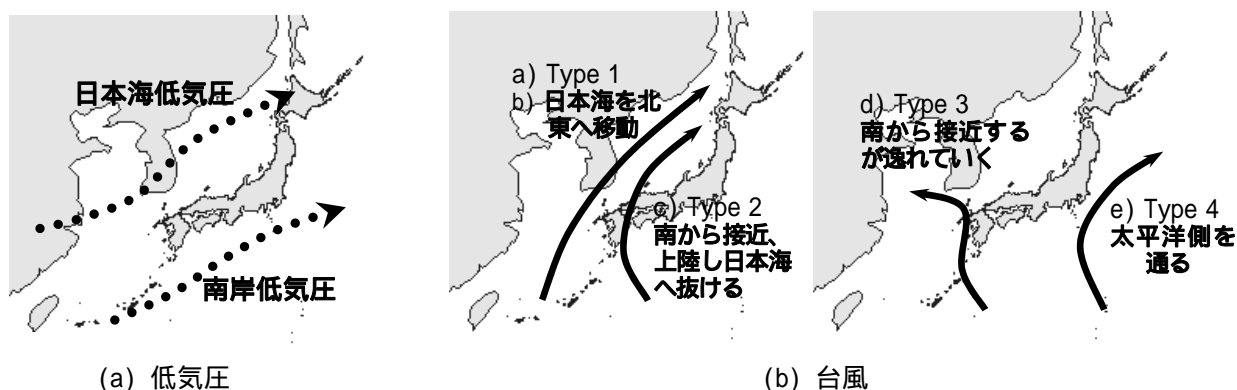 日本海低気圧
南岸低気圧
(a) 低気圧
a) Type 1
b) 日本海を北
東へ移動
c) Type 2
南から接近、
上陸し日本海
へ抜ける
d) Type 3
南から接近する
が逸れていく
e) Type 4
太平洋側を
通る
(b) 台風